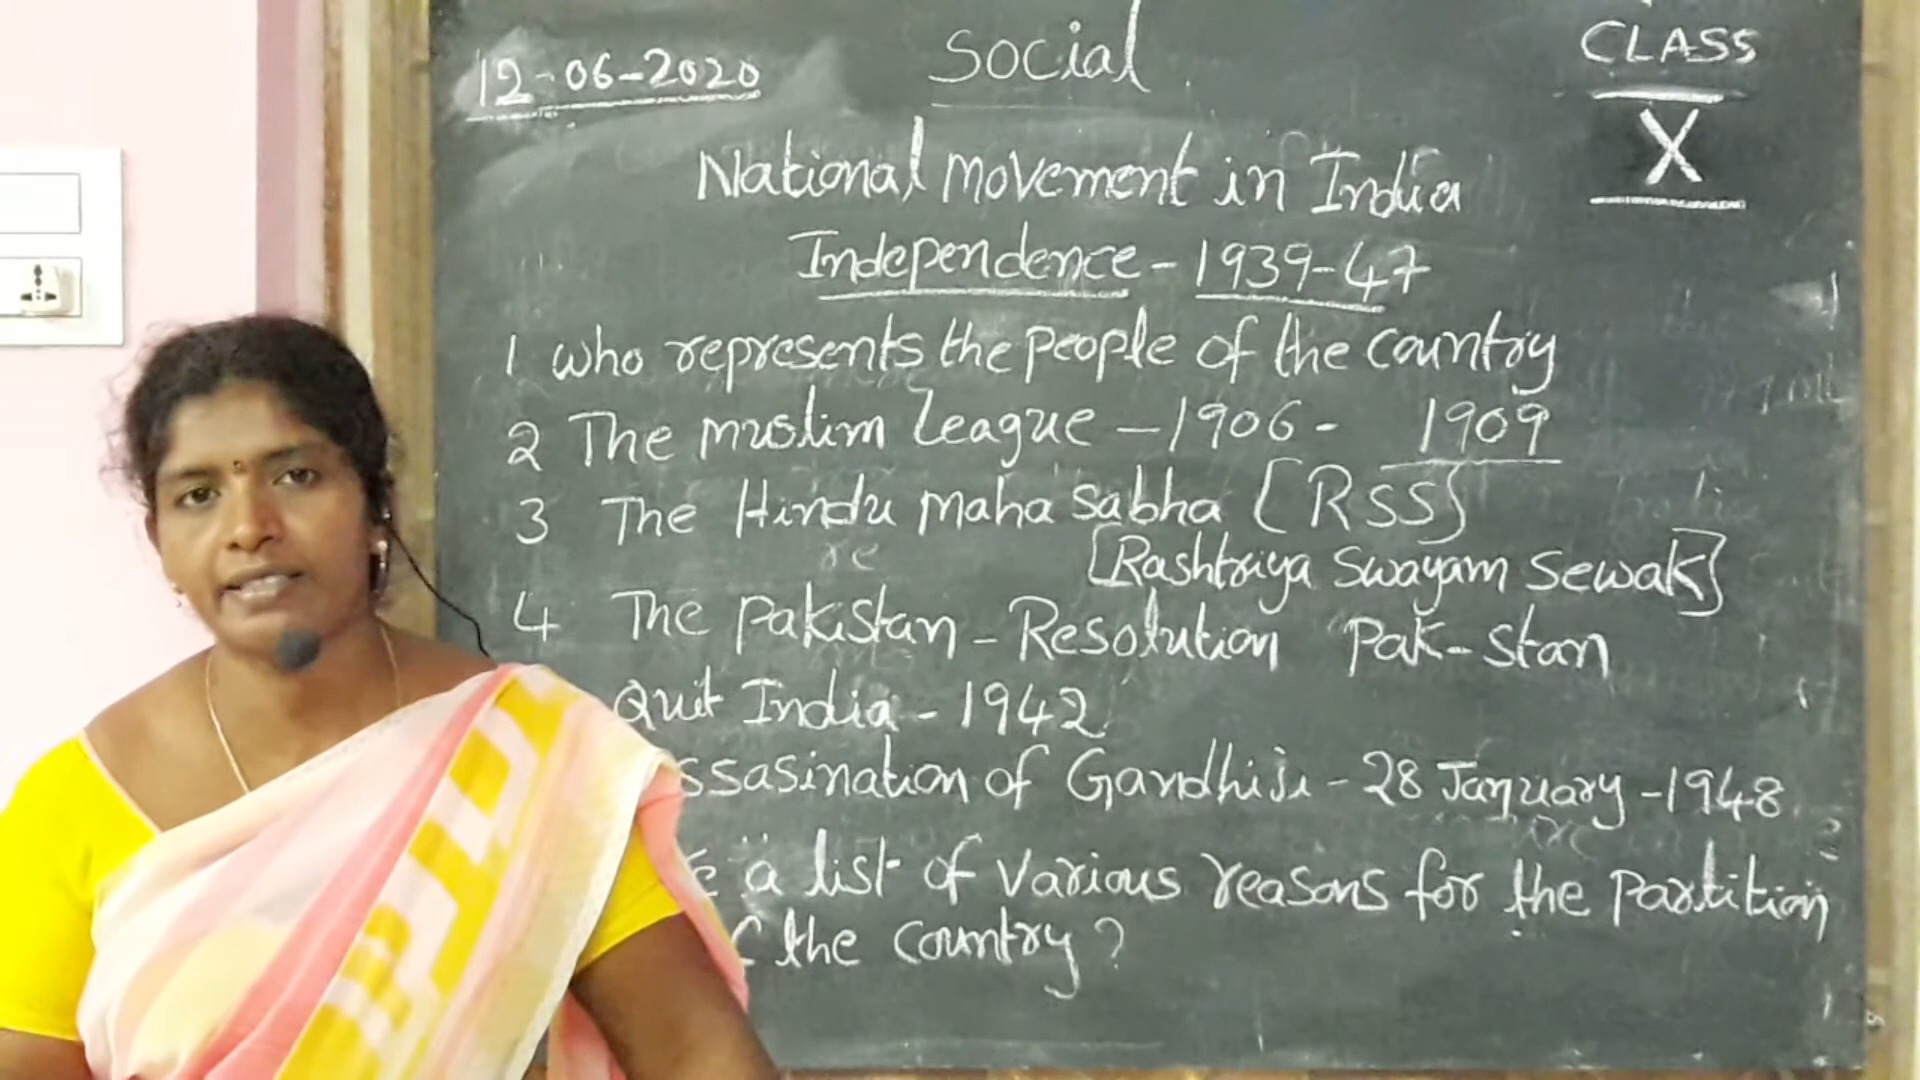 12-06-2020
Social
CLASS
X
National movement in India
Independence - 1939-47
1 who represents the people of the country
2 The muslim League - 1906 - 1909
3 The Hindu Maha Sabha [RSS]
[Rashtriya Swayam Sewak]
4 The Pakistan - Resolution Pak-stan
Quit India - 1942
ssasination of Gandhiji - 28 January - 1948
a list of various reasons for the partition
the country?